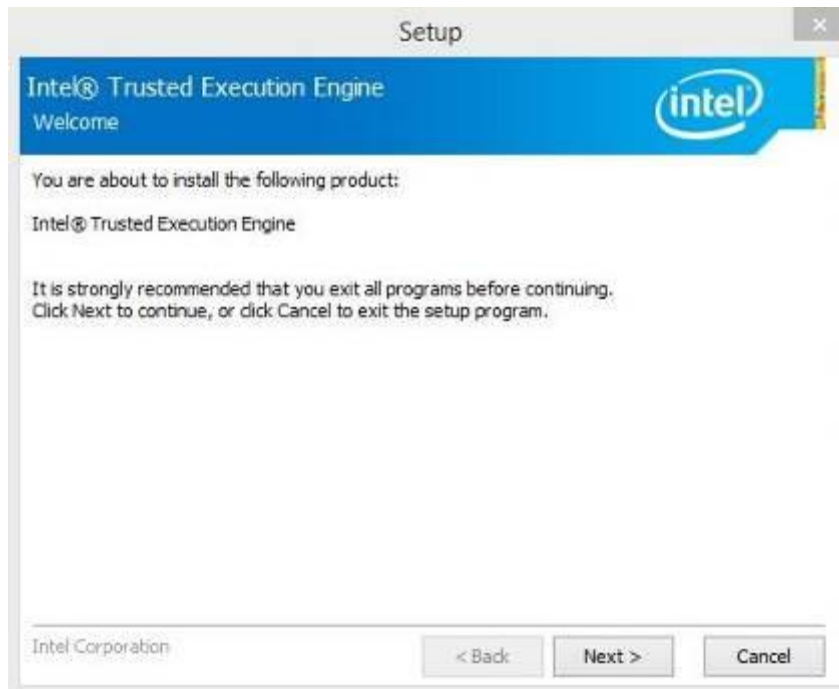 Setup
Intel® Trusted Execution Engine
Welcome
intel
You are about to install the following product:
Intel® Trusted Execution Engine
It is strongly recommended that you exit all programs before continuing.
Click Next to continue, or click Cancel to exit the setup program.
Intel Corporation
< Back Next > Cancel